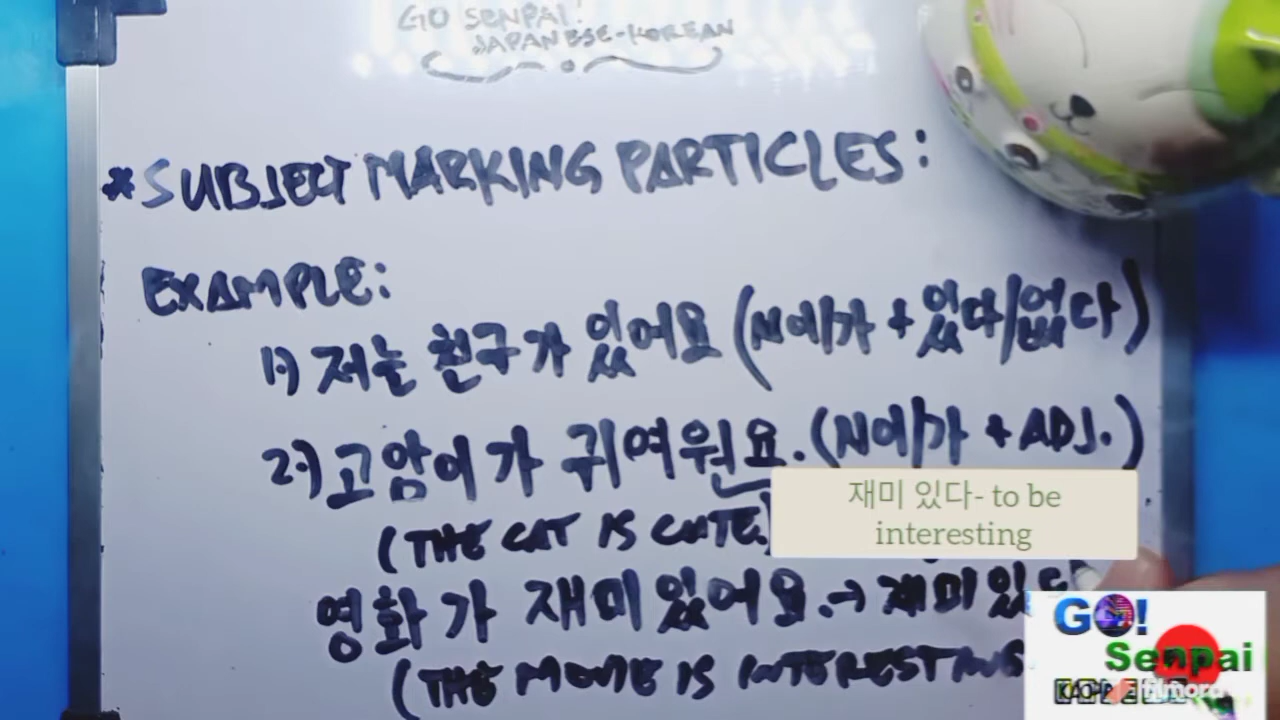 GO SENPAI!
JAPANESE-KOREAN
*SUBJECT MARKING PARTICLES:
EXAMPLE:
1.) 저는 친구가 있어요 (N이/가 + 있다/없다)
2.) 고얌이가 귀여워요. (N이/가 + ADJ.)
(THE CAT IS CUTE.
재미 있다- to be
interesting
영화가 재미있어요. → 재미있다
(THE MOVIE IS INTERESTING
GO!
Senpai
filmora